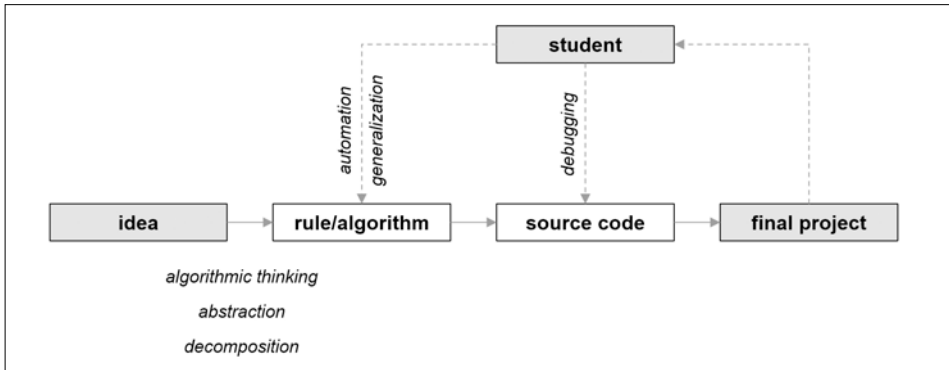 student
automation
generalization
debugging
idea
rule/algorithm
source code
final project
algorithmic thinking
abstraction
decomposition